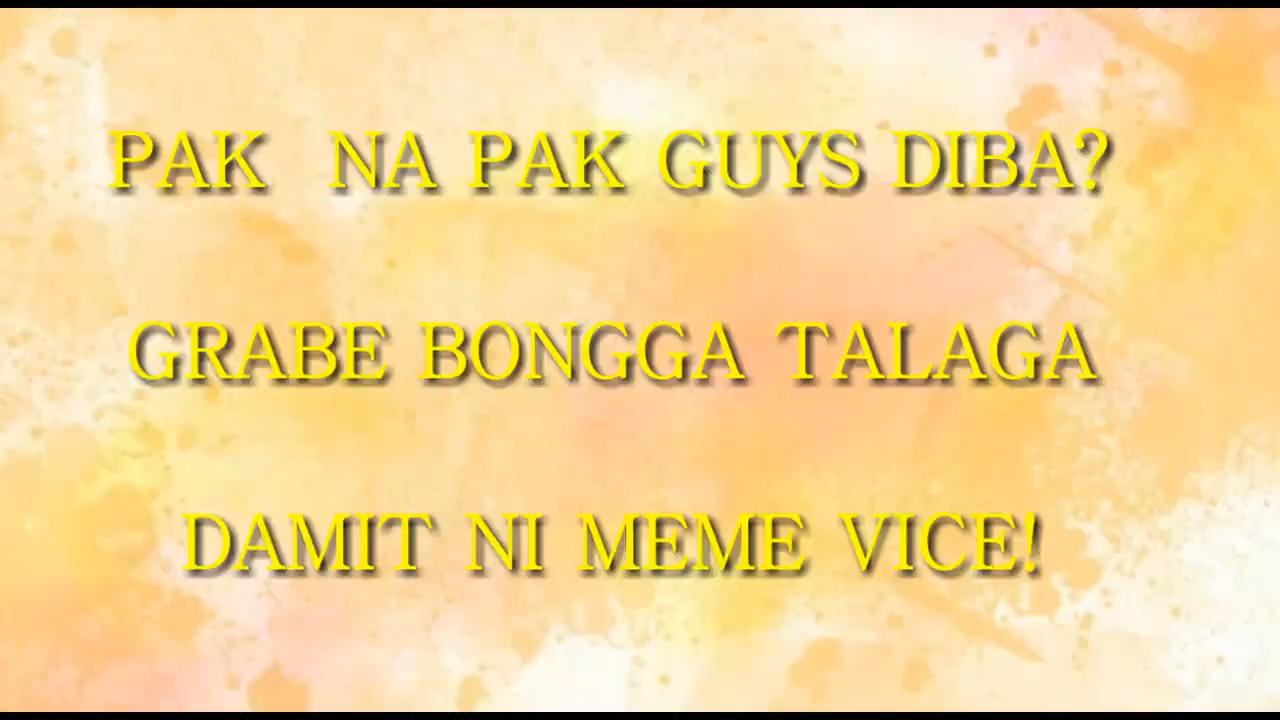 PAK NA PAK GUYS DIBA?
GRABE BONGGA TALAGA
DAMIT NI MEME VICE!